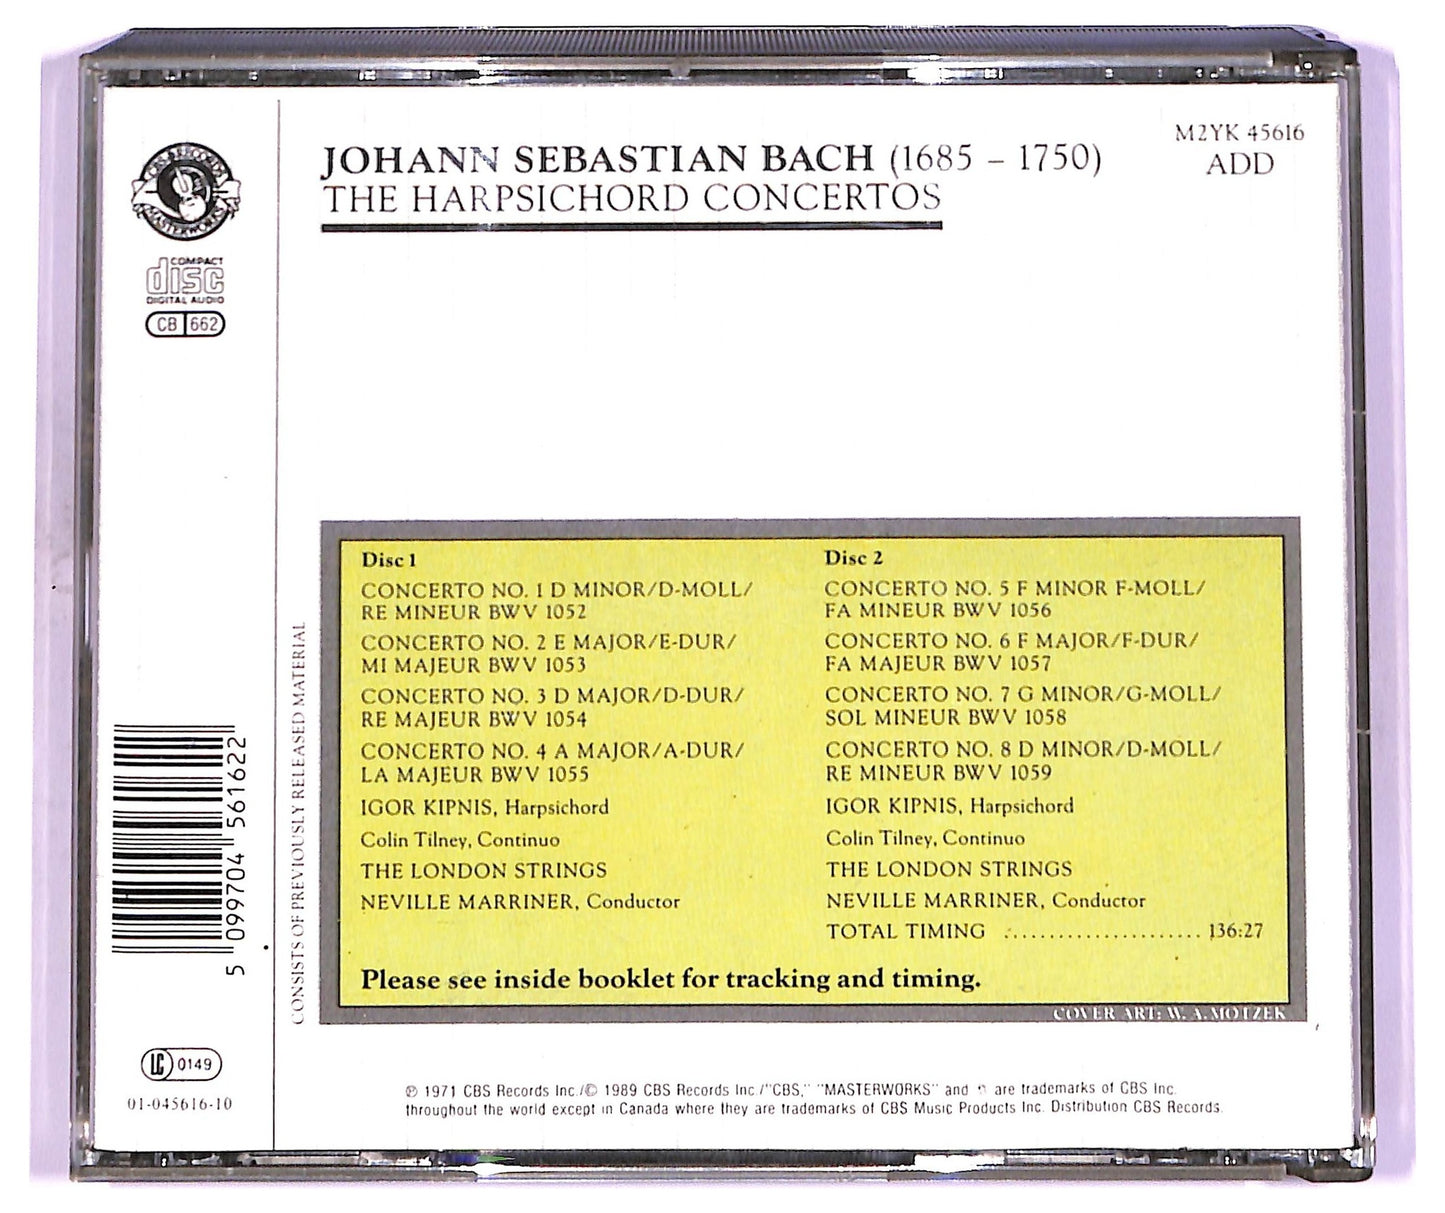 CBS RECORDS
MASTERWORKS
COMPACT
disc
DIGITAL AUDIO
CB 662
JOHANN SEBASTIAN BACH (1685 – 1750)
THE HARPSICHORD CONCERTOS
M2YK 45616
ADD
Disc 1
CONCERTO NO. 1 D MINOR/D-MOLL/
RE MINEUR BWV 1052
CONCERTO NO. 2 E MAJOR/E-DUR/
MI MAJEUR BWV 1053
CONCERTO NO. 3 D MAJOR/D-DUR/
RE MAJEUR BWV 1054
CONCERTO NO. 4 A MAJOR/A-DUR/
LA MAJEUR BWV 1055
IGOR KIPNIS, Harpsichord
Colin Tilney, Continuo
THE LONDON STRINGS
NEVILLE MARRINER, Conductor
Disc 2
CONCERTO NO. 5 F MINOR F-MOLL/
FA MINEUR BWV 1056
CONCERTO NO. 6 F MAJOR/F-DUR/
FA MAJEUR BWV 1057
CONCERTO NO. 7 G MINOR/G-MOLL/
SOL MINEUR BWV 1058
CONCERTO NO. 8 D MINOR/D-MOLL/
RE MINEUR BWV 1059
IGOR KIPNIS, Harpsichord
Colin Tilney, Continuo
THE LONDON STRINGS
NEVILLE MARRINER, Conductor
TOTAL TIMING ...................... 136:27
Please see inside booklet for tracking and timing.
COVER ART: W. A. MOTZEK
CONSISTS OF PREVIOUSLY RELEASED MATERIAL
5 099704 561622
LC 0149
01-045616-10
℗ 1971 CBS Records Inc./© 1989 CBS Records Inc./"CBS," "MASTERWORKS" and are trademarks of CBS Inc.
throughout the world except in Canada where they are trademarks of CBS Music Products Inc. Distribution CBS Records.